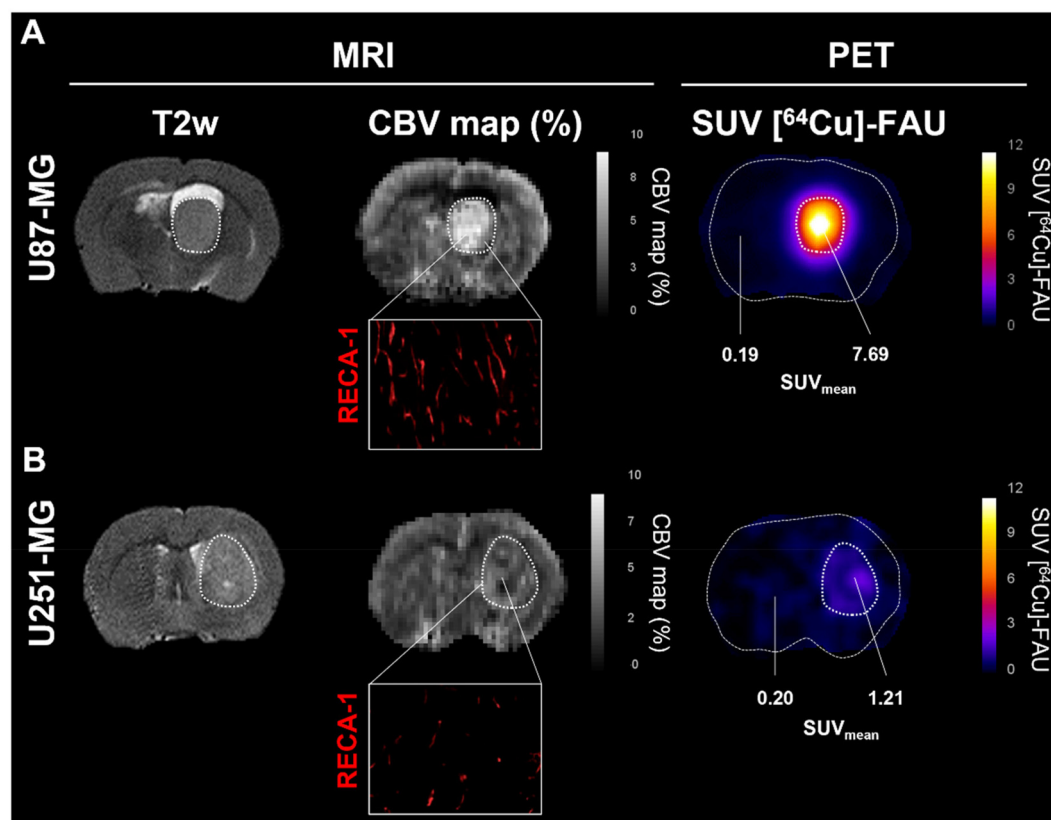 A
MRI
PET
T2w
CBV map (%)
SUV [⁶⁴Cu]-FAU
U87-MG
10
8
5
3
0
CBV map (%)
12
9
6
3
0
SUV [⁶⁴Cu]-FAU
0.19
7.69
SUVmean
RECA-1
B
U251-MG
10
7
5
2
0
CBV map (%)
12
9
6
3
0
SUV [⁶⁴Cu]-FAU
0.20
1.21
SUVmean
RECA-1